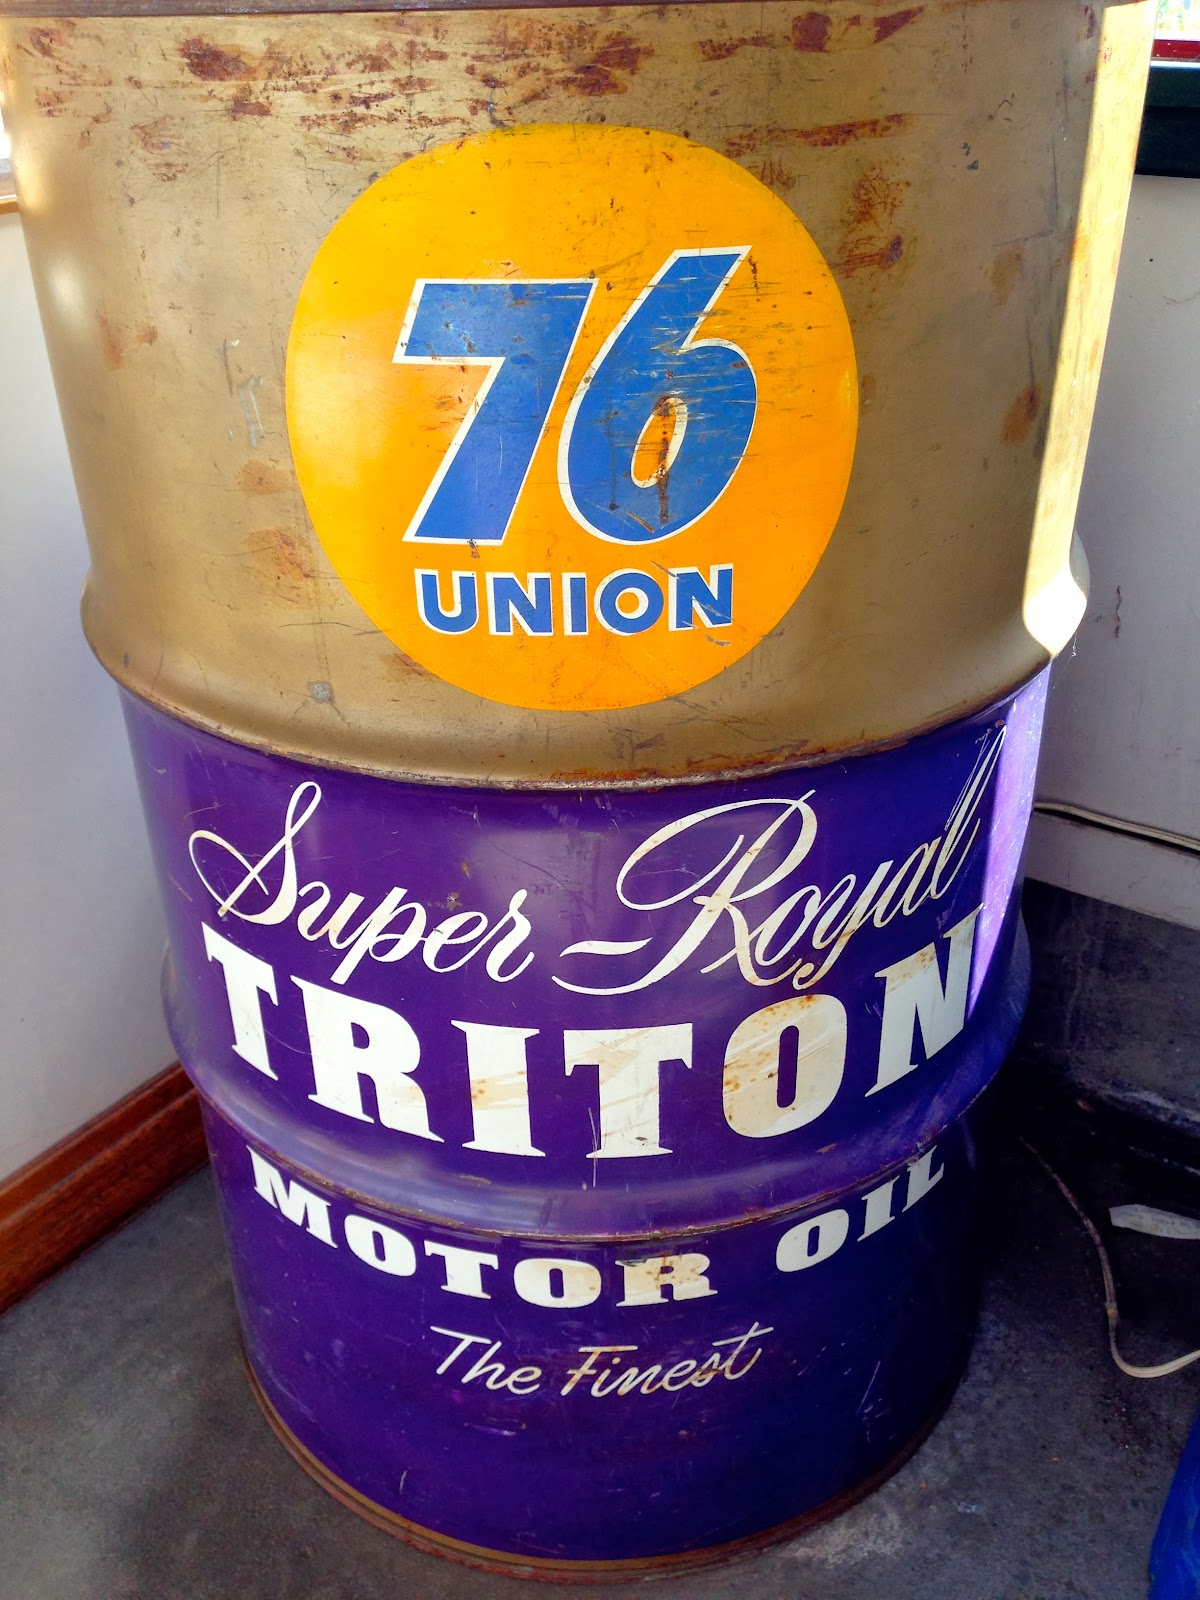 76
UNION
Super-Royal
TRITON
MOTOR OIL
The Finest